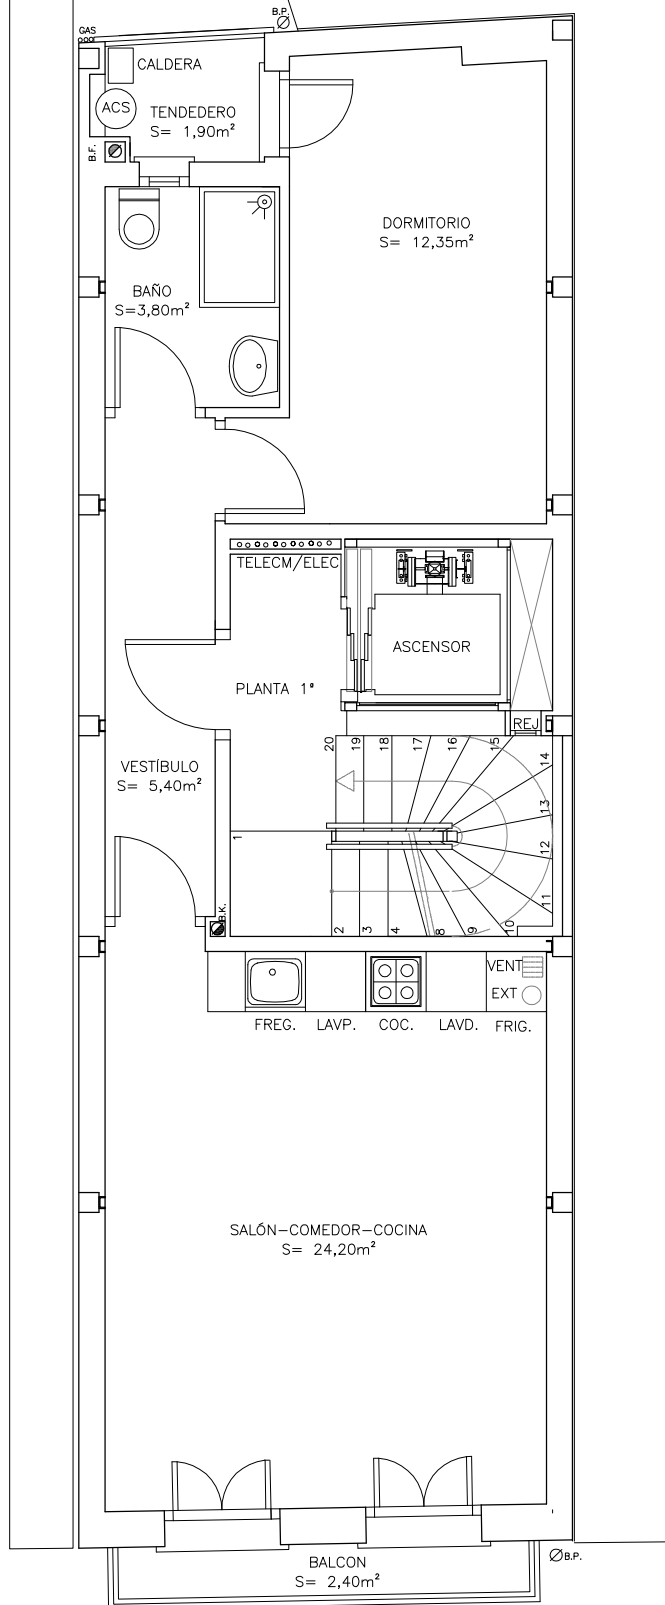 B.P.
GAS
CALDERA
ACS
TENDEDERO
S= 1,90m²
B.F.
DORMITORIO
S= 12,35m²
BAÑO
S=3,80m²
TELECM/ELEC
ASCENSOR
PLANTA 1ª
REJ
VESTÍBULO
S= 5,40m²
20
19
18
17
16
15
14
13
12
11
10
9
8
4
3
2
1
B.K.
VENT
EXT
FREG.
LAVP.
COC.
LAVD.
FRIG.
SALÓN-COMEDOR-COCINA
S= 24,20m²
BALCON
S= 2,40m²
B.P.